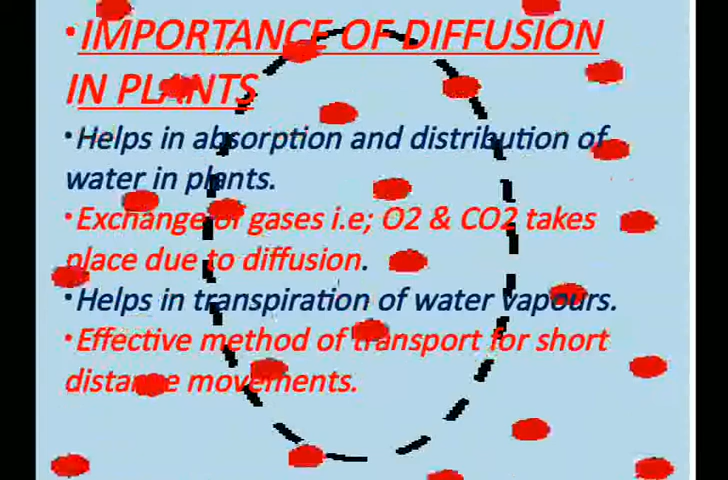 •IMPORTANCE OF DIFFUSION
IN PLANTS
•Helps in absorption and distribution of
water in plants.
•Exchange of gases i.e; O2 & CO2 takes
place due to diffusion.
•Helps in transpiration of water vapours.
•Effective method of transport for short
distance movements.